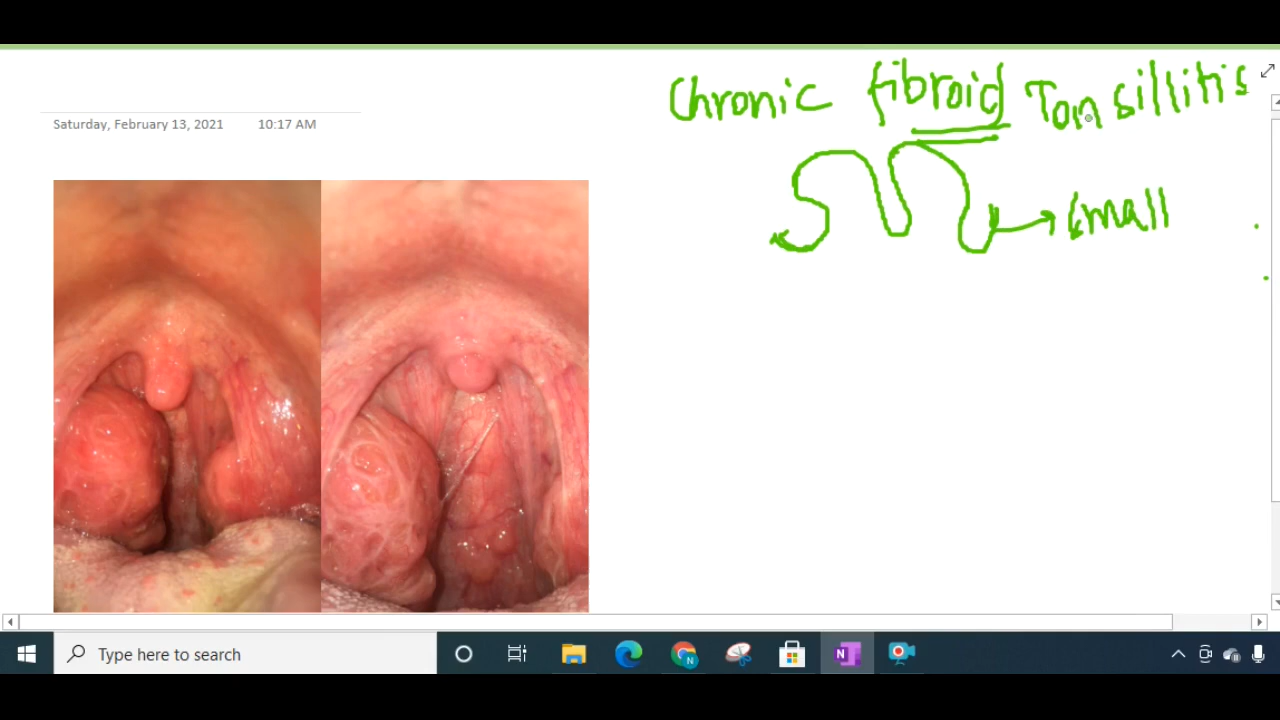 Chronic fibroid Tonsillitis
Saturday, February 13, 2021 10:17 AM
small
Type here to search